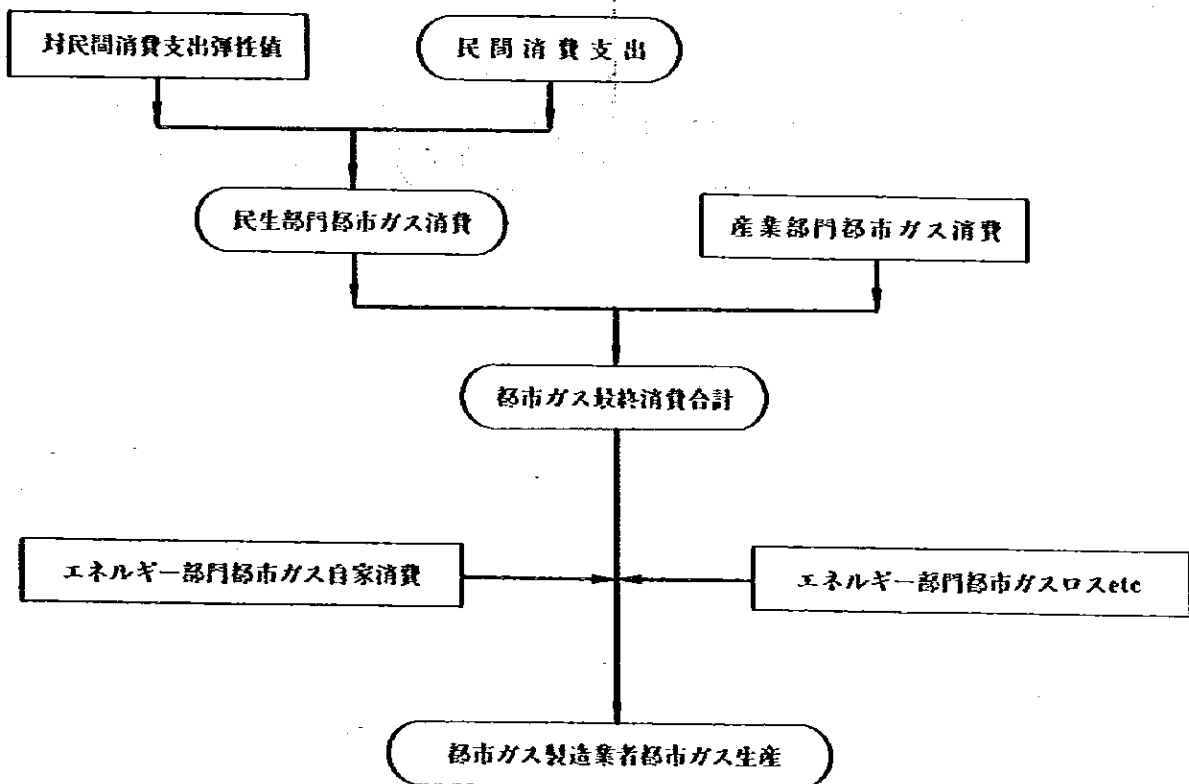 対民間消費支出弾性値
民間消費支出
民生部門都市ガス消費
産業部門都市ガス消費
都市ガス最終消費合計
エネルギー部門都市ガス自家消費
エネルギー部門都市ガスロスetc
都市ガス製造業者都市ガス生産